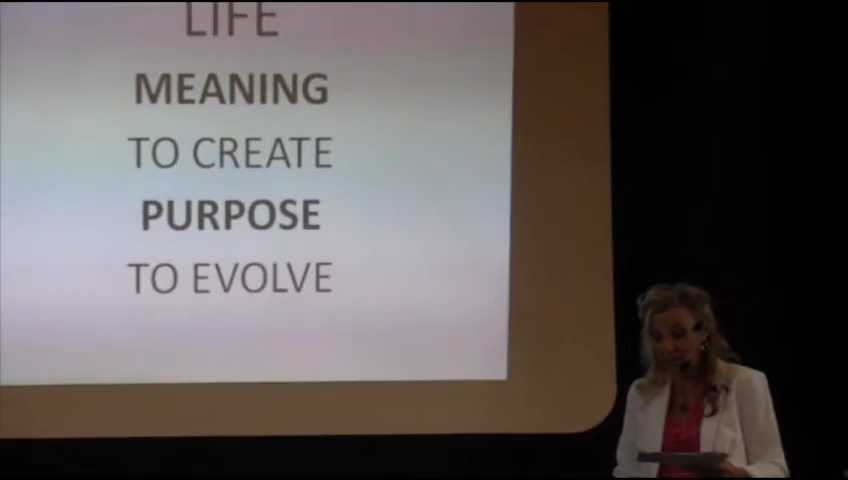 LIFE
MEANING
TO CREATE
PURPOSE
TO EVOLVE